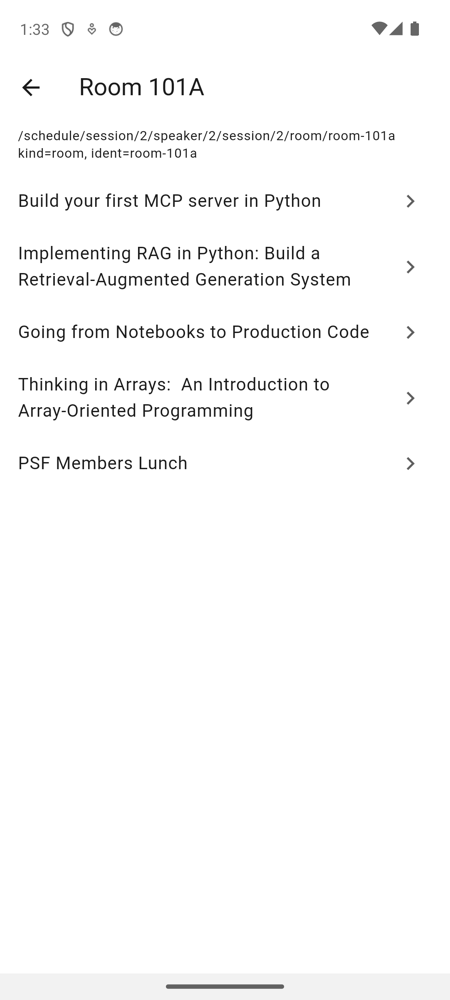 1:33
Room 101A
/schedule/session/2/speaker/2/session/2/room/room-101a
kind=room, ident=room-101a
Build your first MCP server in Python
Implementing RAG in Python: Build a
Retrieval-Augmented Generation System
Going from Notebooks to Production Code
Thinking in Arrays:  An Introduction to
Array-Oriented Programming
PSF Members Lunch